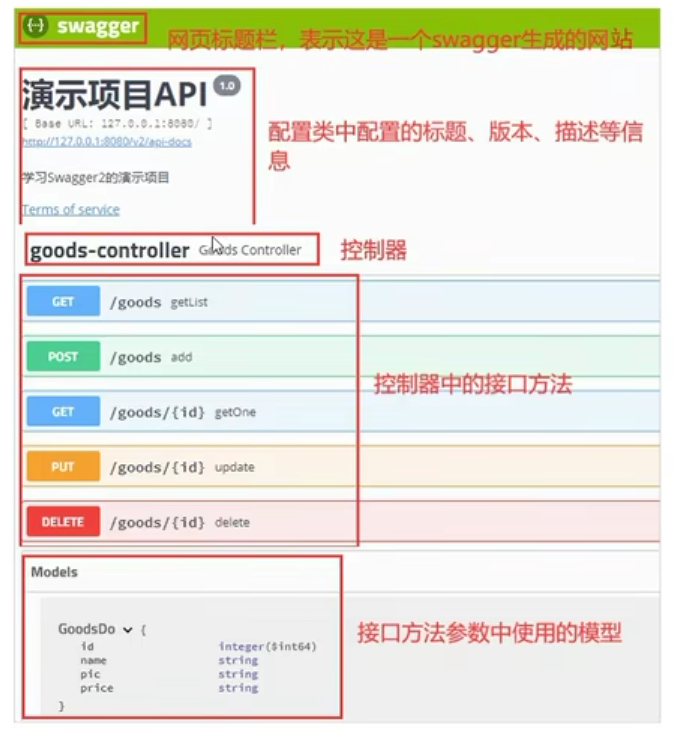 {··} swagger
网页标题栏，表示这是一个swagger生成的网站
演示项目API 1.0
[ Base URL: 127.0.0.1:8080/ ]
http://127.0.0.1:8080/v2/api-docs
配置类中配置的标题、版本、描述等信
息
学习Swagger2的演示项目
Terms of service
goods-controller Goods Controller
控制器
GET /goods getList
POST /goods add
控制器中的接口方法
GET /goods/{id} getOne
PUT /goods/{id} update
DELETE /goods/{id} delete
Models
GoodsDo {
id integer($int64)
name string
pic string
price string
}
接口方法参数中使用的模型